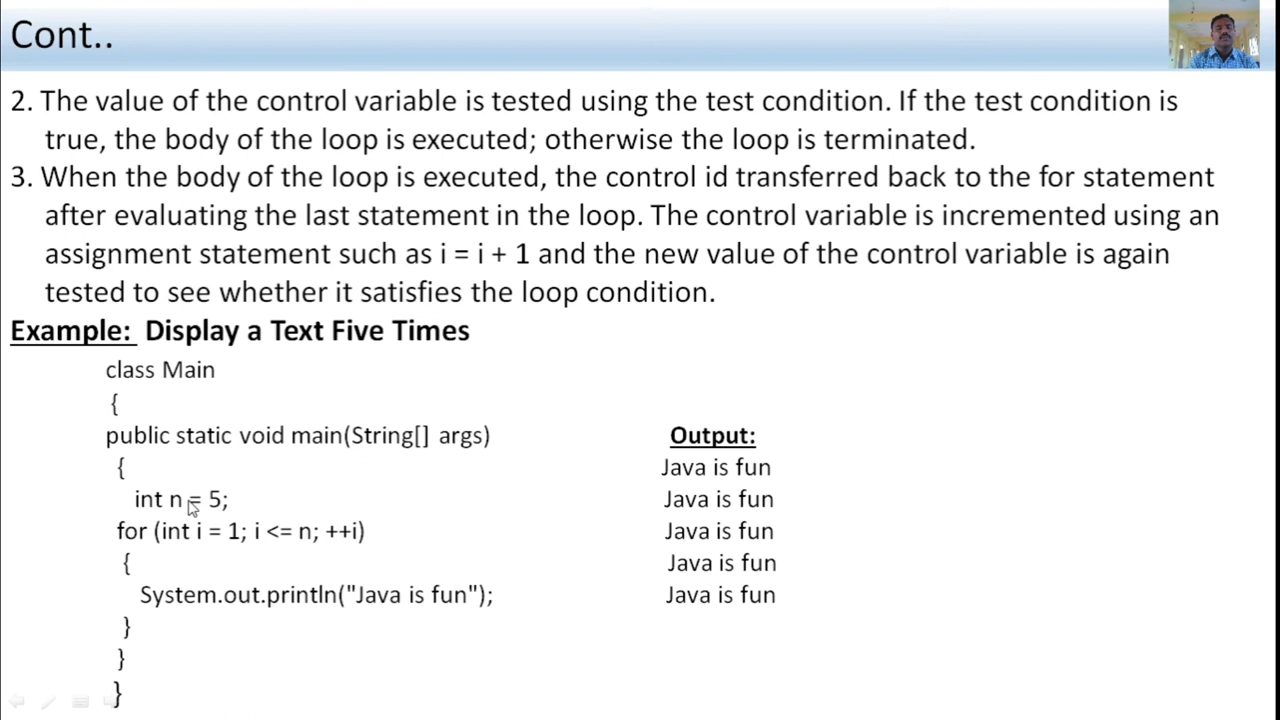 Cont..
2. The value of the control variable is tested using the test condition. If the test condition is
true, the body of the loop is executed; otherwise the loop is terminated.
3. When the body of the loop is executed, the control id transferred back to the for statement
after evaluating the last statement in the loop. The control variable is incremented using an
assignment statement such as i = i + 1 and the new value of the control variable is again
tested to see whether it satisfies the loop condition.
Example: Display a Text Five Times
class Main
{
public static void main(String[] args)
{
int n = 5;
for (int i = 1; i <= n; ++i)
{
System.out.println("Java is fun");
}
}
}
Output:
Java is fun
Java is fun
Java is fun
Java is fun
Java is fun